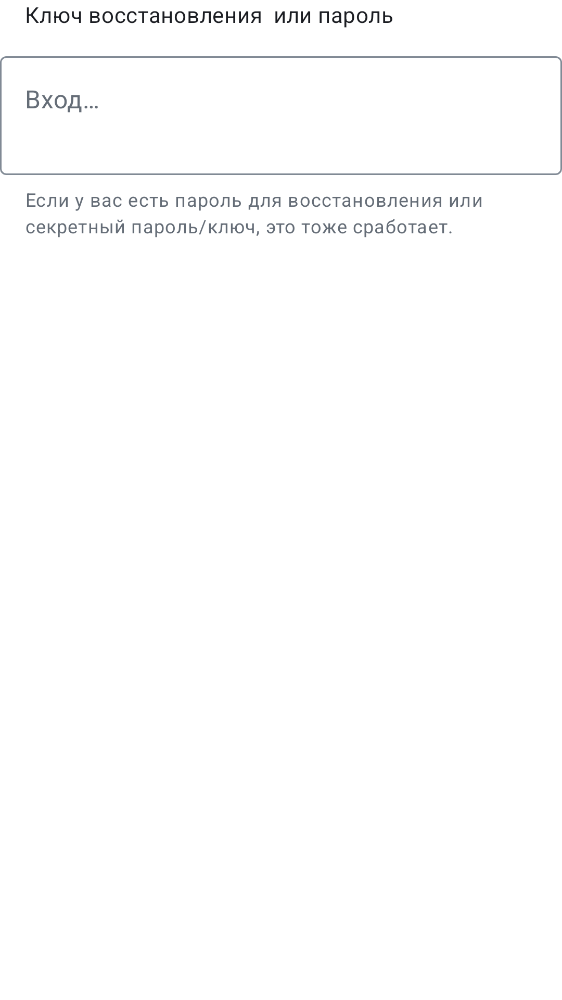 Ключ восстановления  или пароль
Вход…
Если у вас есть пароль для восстановления или
секретный пароль/ключ, это тоже сработает.